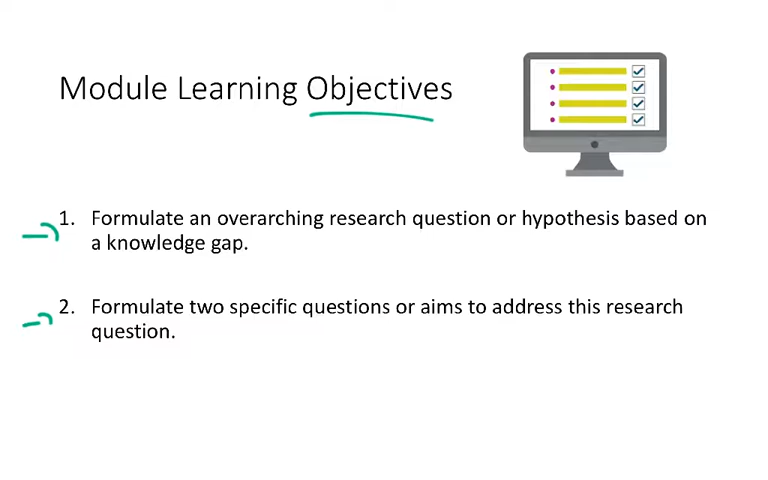 Module Learning Objectives
1. Formulate an overarching research question or hypothesis based on
a knowledge gap.
2. Formulate two specific questions or aims to address this research
question.